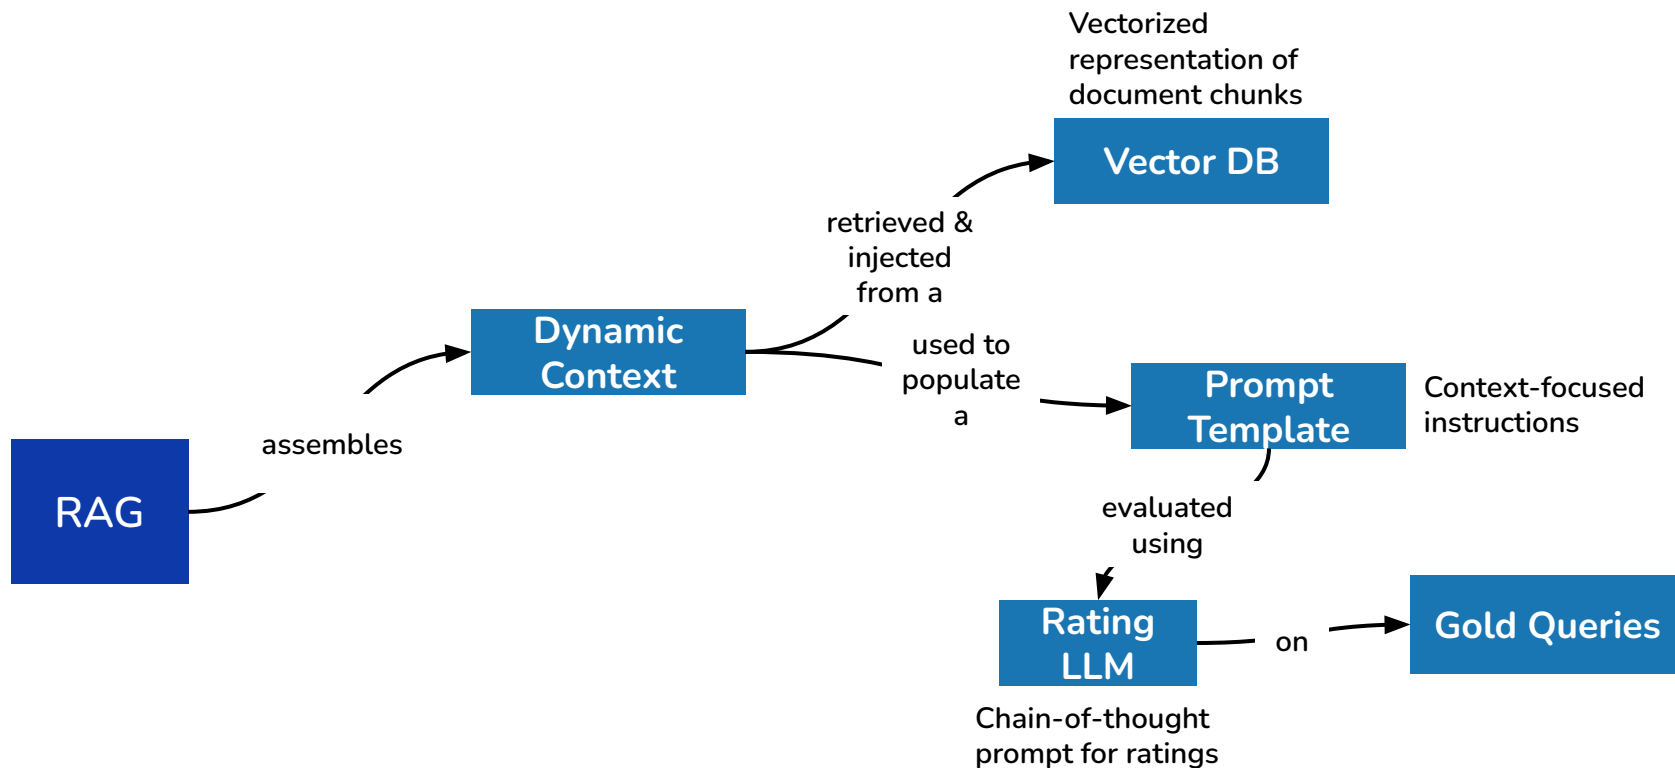 Vectorized
representation of
document chunks
Vector DB
retrieved &
injected
from a
Dynamic
Context
used to
populate
a
Prompt
Template
Context-focused
instructions
assembles
RAG
evaluated
using
Rating
LLM
on
Gold Queries
Chain-of-thought
prompt for ratings